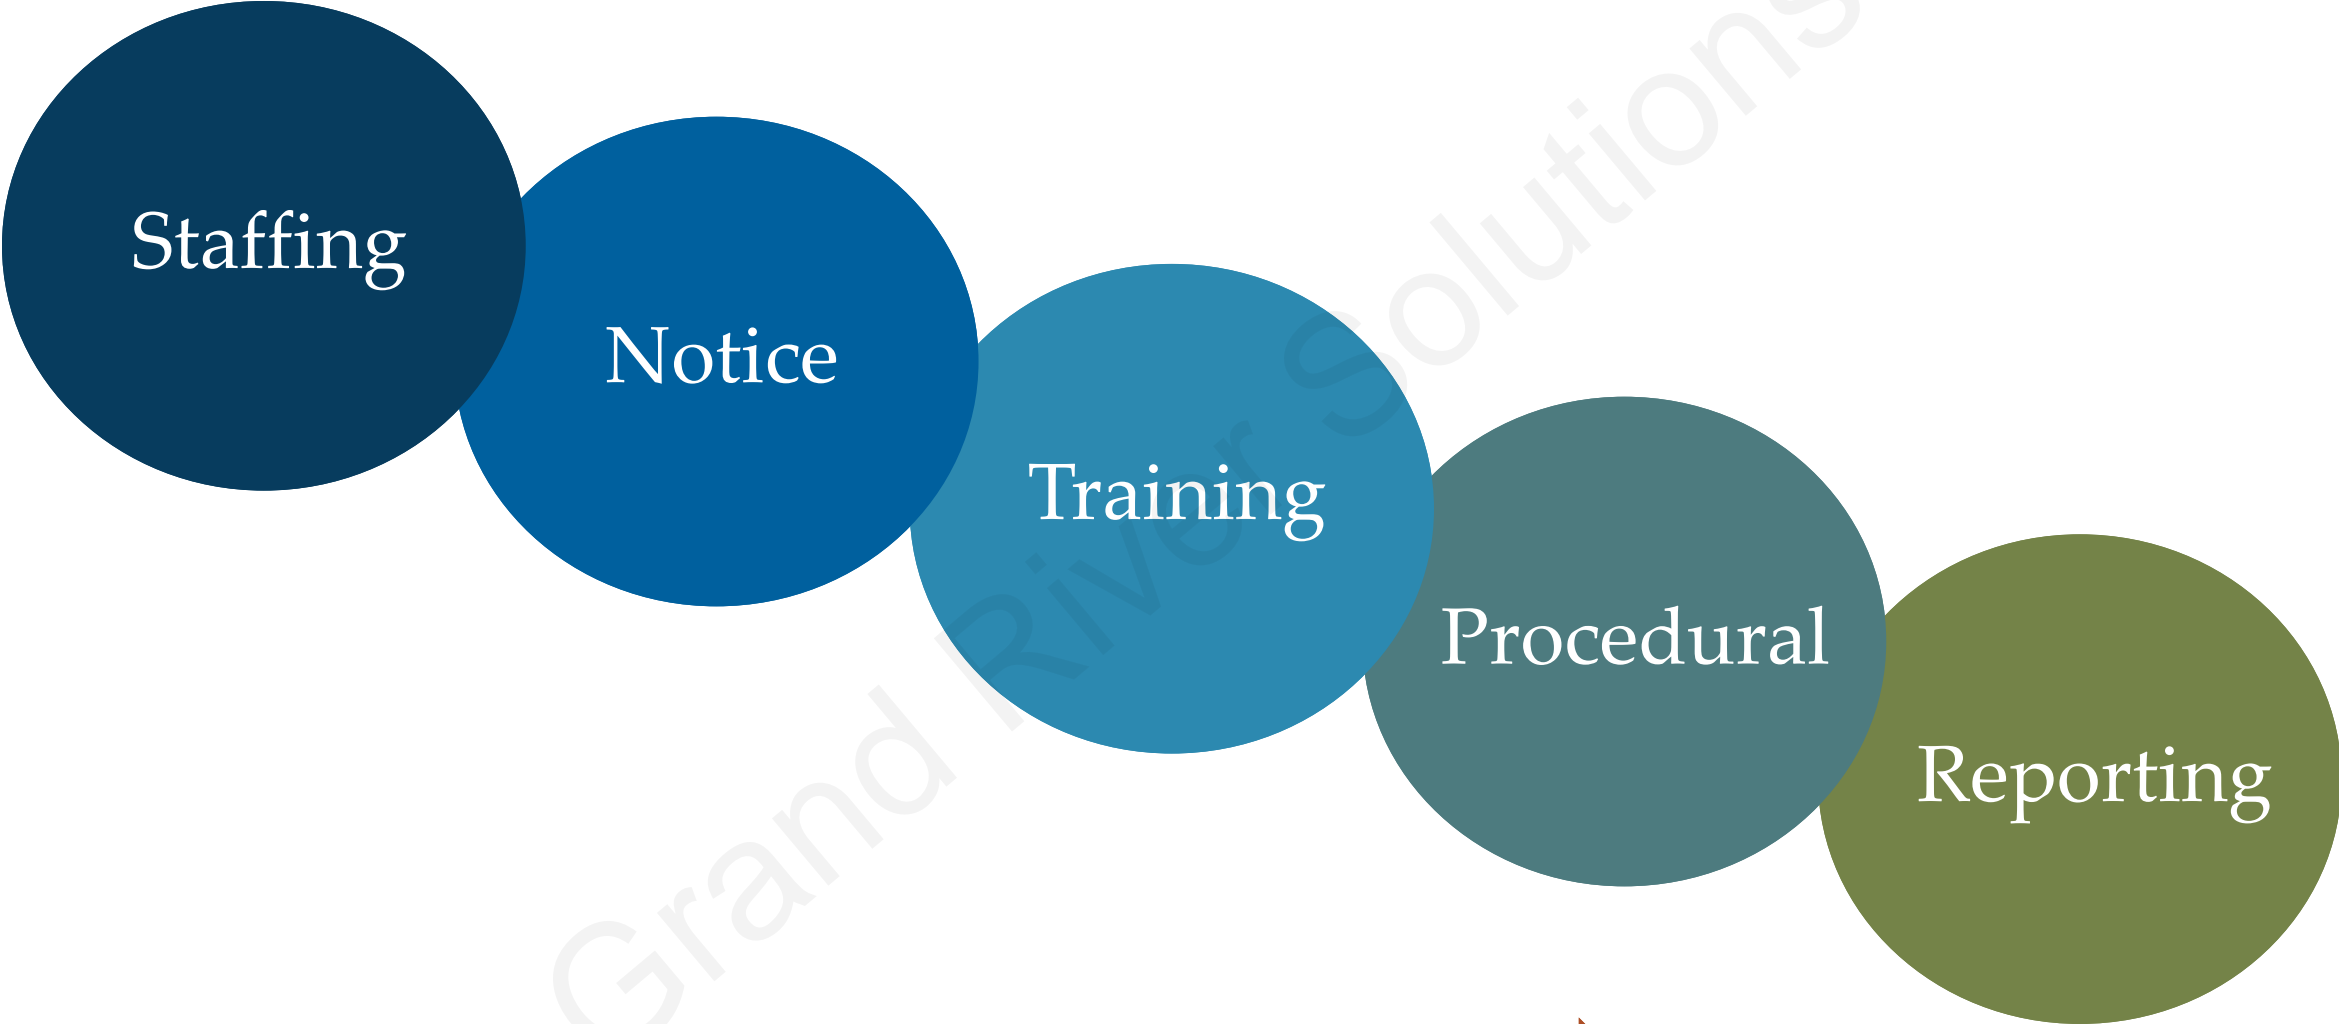 Staffing
Notice
Training
Procedural
Reporting
Grand River Solutions